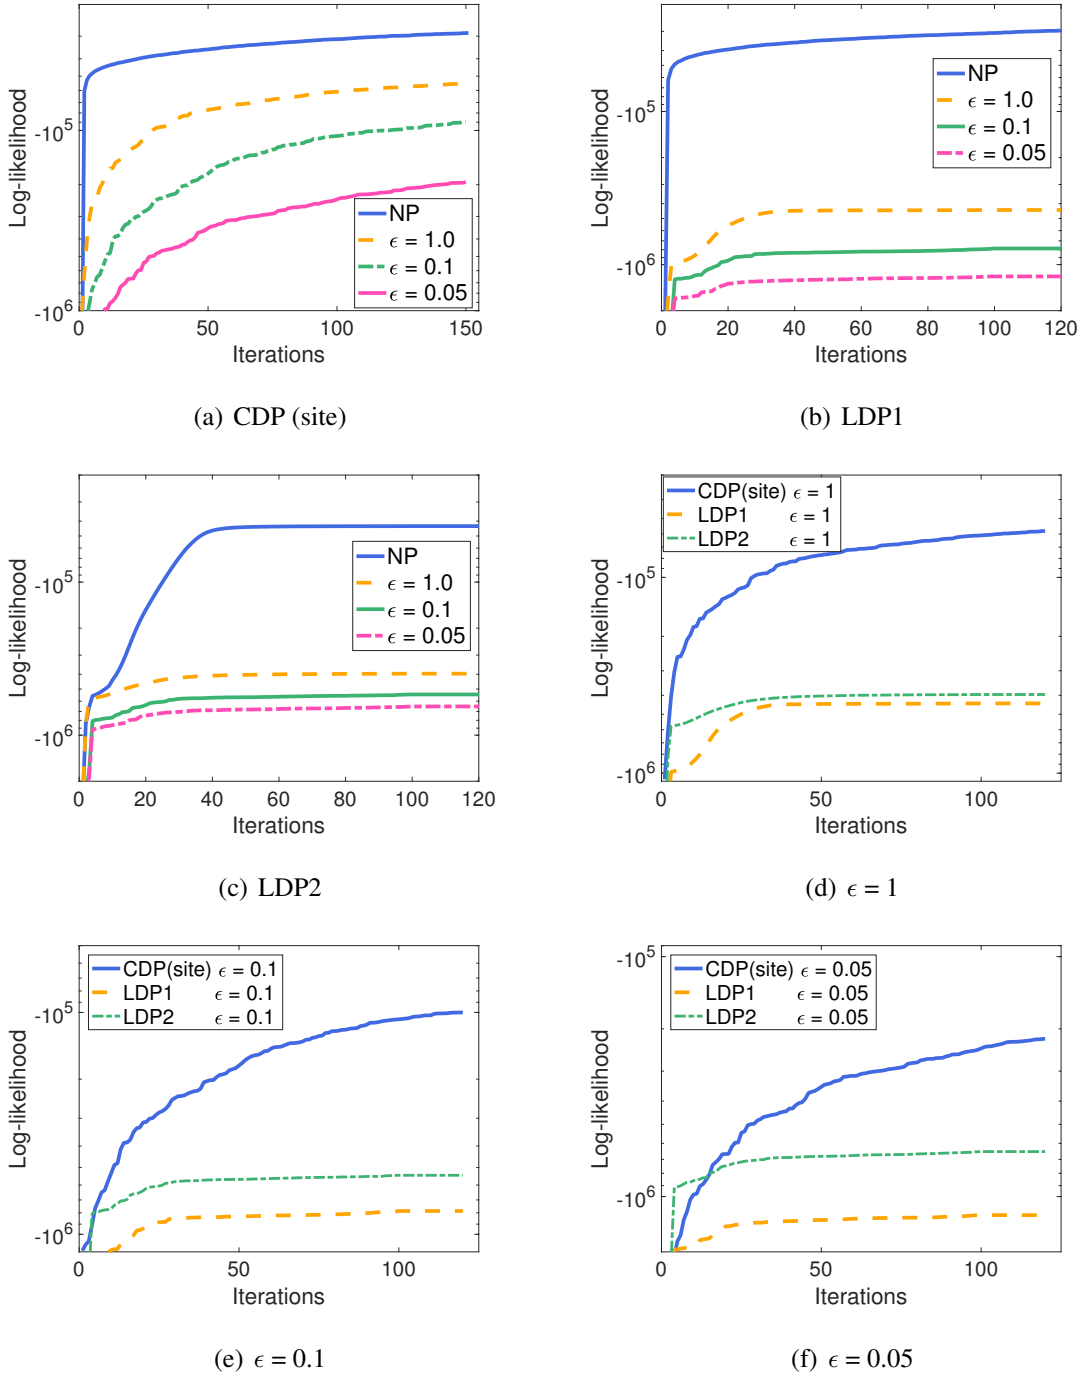 Log-likelihood
-10^5
-10^6
0
50
100
150
Iterations
NP
ϵ = 1.0
ϵ = 0.1
ϵ = 0.05
(a) CDP (site)
Log-likelihood
-10^5
-10^6
0
20
40
60
80
100
120
Iterations
NP
ϵ = 1.0
ϵ = 0.1
ϵ = 0.05
(b) LDP1
Log-likelihood
-10^5
-10^6
0
20
40
60
80
100
120
Iterations
NP
ϵ = 1.0
ϵ = 0.1
ϵ = 0.05
(c) LDP2
Log-likelihood
-10^5
-10^6
0
50
100
Iterations
CDP(site) ϵ = 1
LDP1 ϵ = 1
LDP2 ϵ = 1
(d) ϵ = 1
Log-likelihood
-10^5
-10^6
0
50
100
Iterations
CDP(site) ϵ = 0.1
LDP1 ϵ = 0.1
LDP2 ϵ = 0.1
(e) ϵ = 0.1
Log-likelihood
-10^5
-10^6
0
50
100
Iterations
CDP(site) ϵ = 0.05
LDP1 ϵ = 0.05
LDP2 ϵ = 0.05
(f) ϵ = 0.05